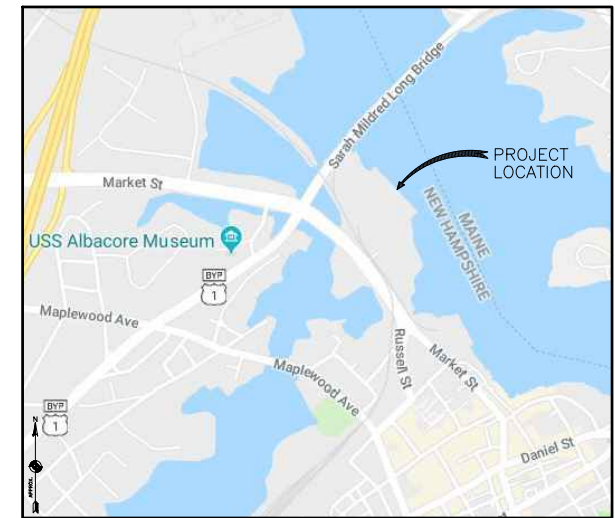 Sarah Mildred Long Bridge
PROJECT
LOCATION
Market St
MAINE
NEW HAMPSHIRE
USS Albacore Museum
BYP
1
Maplewood Ave
Maplewood Ave
Russell St
Market St
BYP
1
Daniel St
N
APPROX.